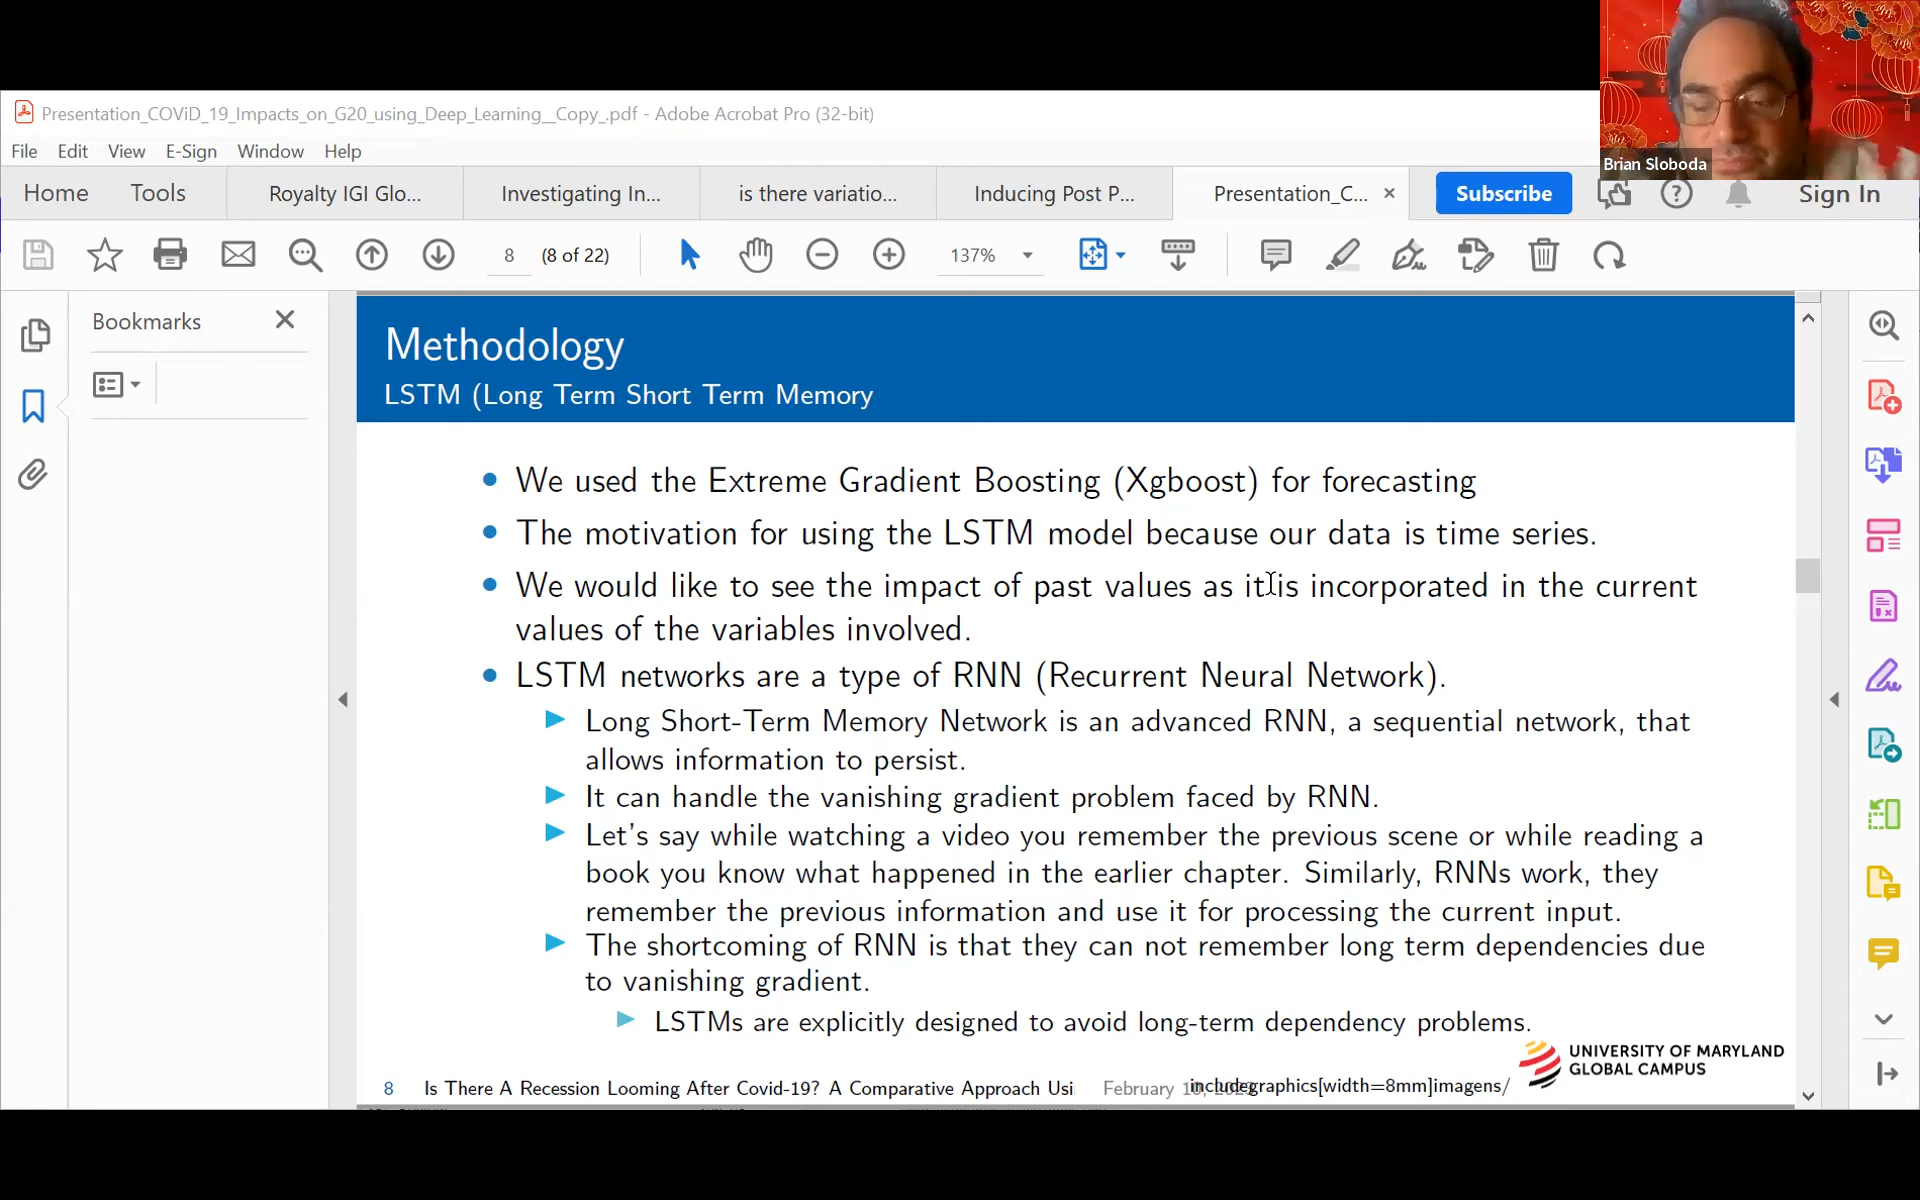 Presentation_COViD_19_Impacts_on_G20_using_Deep_Learning__Copy_.pdf - Adobe Acrobat Pro (32-bit)
Brian Sloboda
File Edit View E-Sign Window Help
Home Tools Royalty IGI Glo... Investigating In... is there variatio... Inducing Post P... Presentation_C... × Subscribe Sign In
8 (8 of 22) 137%
Bookmarks
Methodology
LSTM (Long Term Short Term Memory
• We used the Extreme Gradient Boosting (Xgboost) for forecasting
• The motivation for using the LSTM model because our data is time series.
• We would like to see the impact of past values as it is incorporated in the current
values of the variables involved.
• LSTM networks are a type of RNN (Recurrent Neural Network).
Long Short-Term Memory Network is an advanced RNN, a sequential network, that
allows information to persist.
It can handle the vanishing gradient problem faced by RNN.
Let's say while watching a video you remember the previous scene or while reading a
book you know what happened in the earlier chapter. Similarly, RNNs work, they
remember the previous information and use it for processing the current input.
The shortcoming of RNN is that they can not remember long term dependencies due
to vanishing gradient.
LSTMs are explicitly designed to avoid long-term dependency problems.
UNIVERSITY OF MARYLAND
GLOBAL CAMPUS
8 Is There A Recession Looming After Covid-19? A Comparative Approach Usi February includegraphics[width=8mm]imagens/